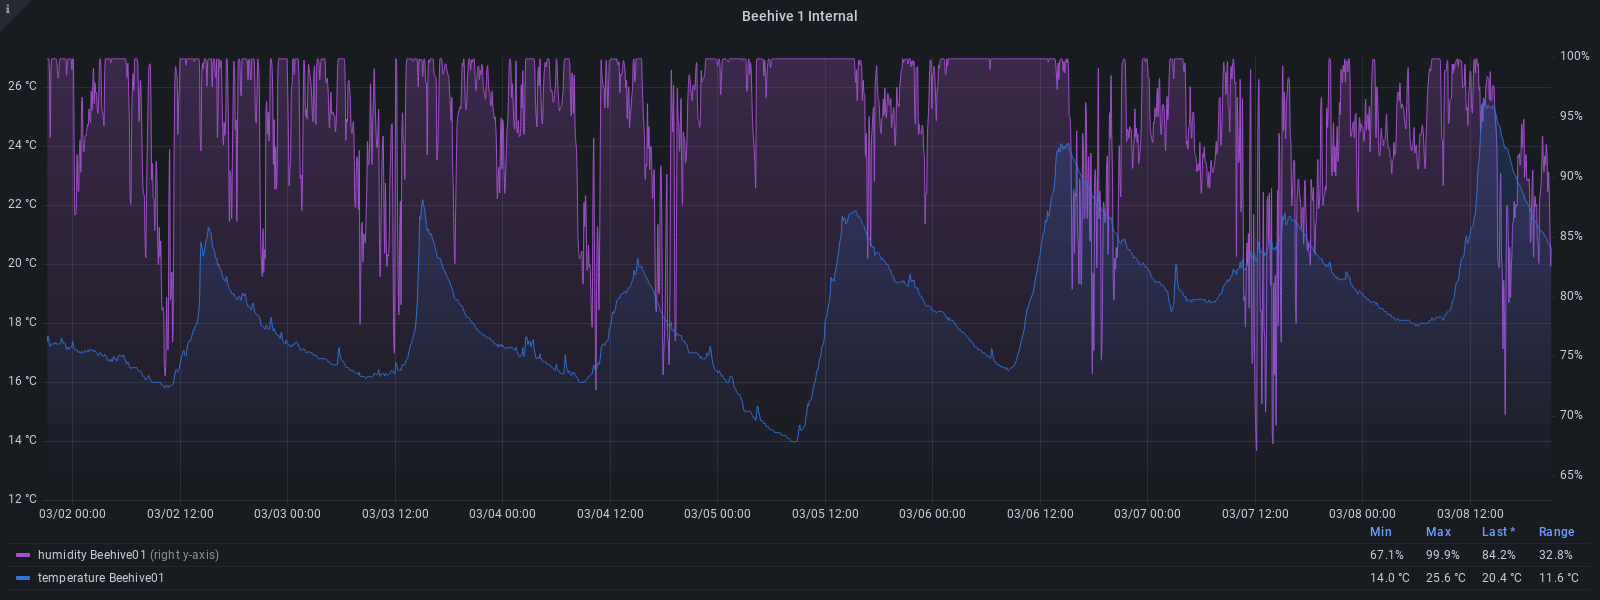 i
Beehive 1 Internal
100%
26 °C
95%
24 °C
90%
22 °C
85%
20 °C
80%
18 °C
75%
16 °C
70%
14 °C
65%
12 °C
03/02 00:00 03/02 12:00 03/03 00:00 03/03 12:00 03/04 00:00 03/04 12:00 03/05 00:00 03/05 12:00 03/06 00:00 03/06 12:00 03/07 00:00 03/07 12:00 03/08 00:00 03/08 12:00
Min Max Last * Range
humidity Beehive01 (right y-axis) 67.1% 99.9% 84.2% 32.8%
temperature Beehive01 14.0 °C 25.6 °C 20.4 °C 11.6 °C